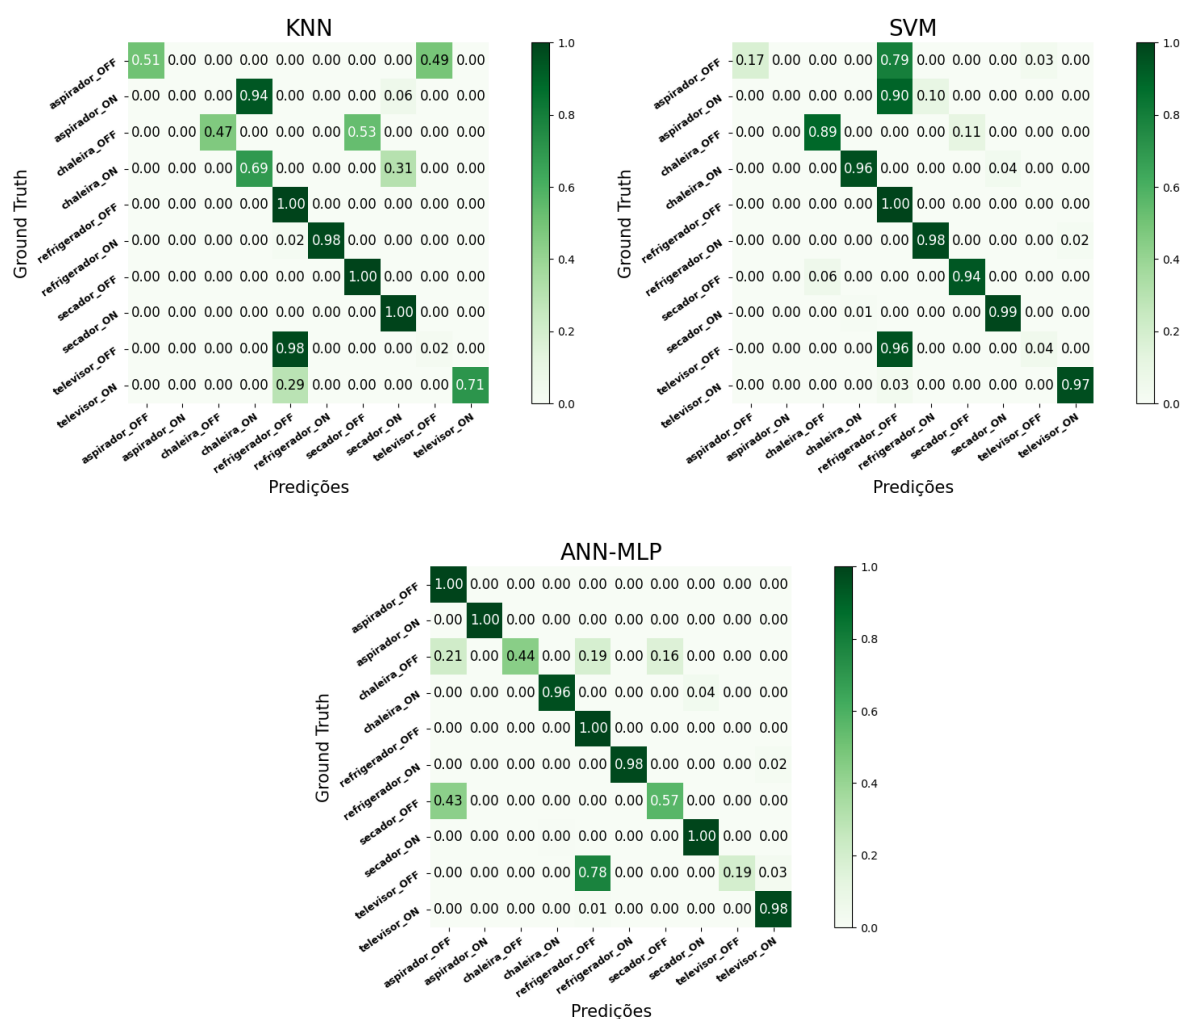 KNN
Ground Truth
aspirador_OFF 0.51 0.00 0.00 0.00 0.00 0.00 0.00 0.00 0.49 0.00
aspirador_ON 0.00 0.00 0.00 0.94 0.00 0.00 0.00 0.06 0.00 0.00
chaleira_OFF 0.00 0.00 0.47 0.00 0.00 0.00 0.53 0.00 0.00 0.00
chaleira_ON 0.00 0.00 0.00 0.69 0.00 0.00 0.00 0.31 0.00 0.00
refrigerador_OFF 0.00 0.00 0.00 0.00 1.00 0.00 0.00 0.00 0.00 0.00
refrigerador_ON 0.00 0.00 0.00 0.00 0.02 0.98 0.00 0.00 0.00 0.00
secador_OFF 0.00 0.00 0.00 0.00 0.00 0.00 1.00 0.00 0.00 0.00
secador_ON 0.00 0.00 0.00 0.00 0.00 0.00 0.00 1.00 0.00 0.00
televisor_OFF 0.00 0.00 0.00 0.00 0.98 0.00 0.00 0.00 0.02 0.00
televisor_ON 0.00 0.00 0.00 0.00 0.29 0.00 0.00 0.00 0.00 0.71
aspirador_OFF aspirador_ON chaleira_OFF chaleira_ON refrigerador_OFF refrigerador_ON secador_OFF secador_ON televisor_OFF televisor_ON
Predições
1.0
0.8
0.6
0.4
0.2
0.0
SVM
Ground Truth
aspirador_OFF 0.17 0.00 0.00 0.00 0.79 0.00 0.00 0.00 0.03 0.00
aspirador_ON 0.00 0.00 0.00 0.00 0.90 0.10 0.00 0.00 0.00 0.00
chaleira_OFF 0.00 0.00 0.89 0.00 0.00 0.00 0.11 0.00 0.00 0.00
chaleira_ON 0.00 0.00 0.00 0.96 0.00 0.00 0.00 0.04 0.00 0.00
refrigerador_OFF 0.00 0.00 0.00 0.00 1.00 0.00 0.00 0.00 0.00 0.00
refrigerador_ON 0.00 0.00 0.00 0.00 0.00 0.98 0.00 0.00 0.00 0.02
secador_OFF 0.00 0.00 0.06 0.00 0.00 0.00 0.94 0.00 0.00 0.00
secador_ON 0.00 0.00 0.00 0.01 0.00 0.00 0.00 0.99 0.00 0.00
televisor_OFF 0.00 0.00 0.00 0.00 0.96 0.00 0.00 0.00 0.04 0.00
televisor_ON 0.00 0.00 0.00 0.00 0.03 0.00 0.00 0.00 0.00 0.97
aspirador_OFF aspirador_ON chaleira_OFF chaleira_ON refrigerador_OFF refrigerador_ON secador_OFF secador_ON televisor_OFF televisor_ON
Predições
1.0
0.8
0.6
0.4
0.2
0.0
ANN-MLP
Ground Truth
aspirador_OFF 1.00 0.00 0.00 0.00 0.00 0.00 0.00 0.00 0.00 0.00
aspirador_ON 0.00 1.00 0.00 0.00 0.00 0.00 0.00 0.00 0.00 0.00
chaleira_OFF 0.21 0.00 0.44 0.00 0.19 0.00 0.16 0.00 0.00 0.00
chaleira_ON 0.00 0.00 0.00 0.96 0.00 0.00 0.00 0.04 0.00 0.00
refrigerador_OFF 0.00 0.00 0.00 0.00 1.00 0.00 0.00 0.00 0.00 0.00
refrigerador_ON 0.00 0.00 0.00 0.00 0.00 0.98 0.00 0.00 0.00 0.02
secador_OFF 0.43 0.00 0.00 0.00 0.00 0.00 0.57 0.00 0.00 0.00
secador_ON 0.00 0.00 0.00 0.00 0.00 0.00 0.00 1.00 0.00 0.00
televisor_OFF 0.00 0.00 0.00 0.00 0.78 0.00 0.00 0.00 0.19 0.03
televisor_ON 0.00 0.00 0.00 0.00 0.01 0.00 0.00 0.00 0.00 0.98
aspirador_OFF aspirador_ON chaleira_OFF chaleira_ON refrigerador_OFF refrigerador_ON secador_OFF secador_ON televisor_OFF televisor_ON
Predições
1.0
0.8
0.6
0.4
0.2
0.0